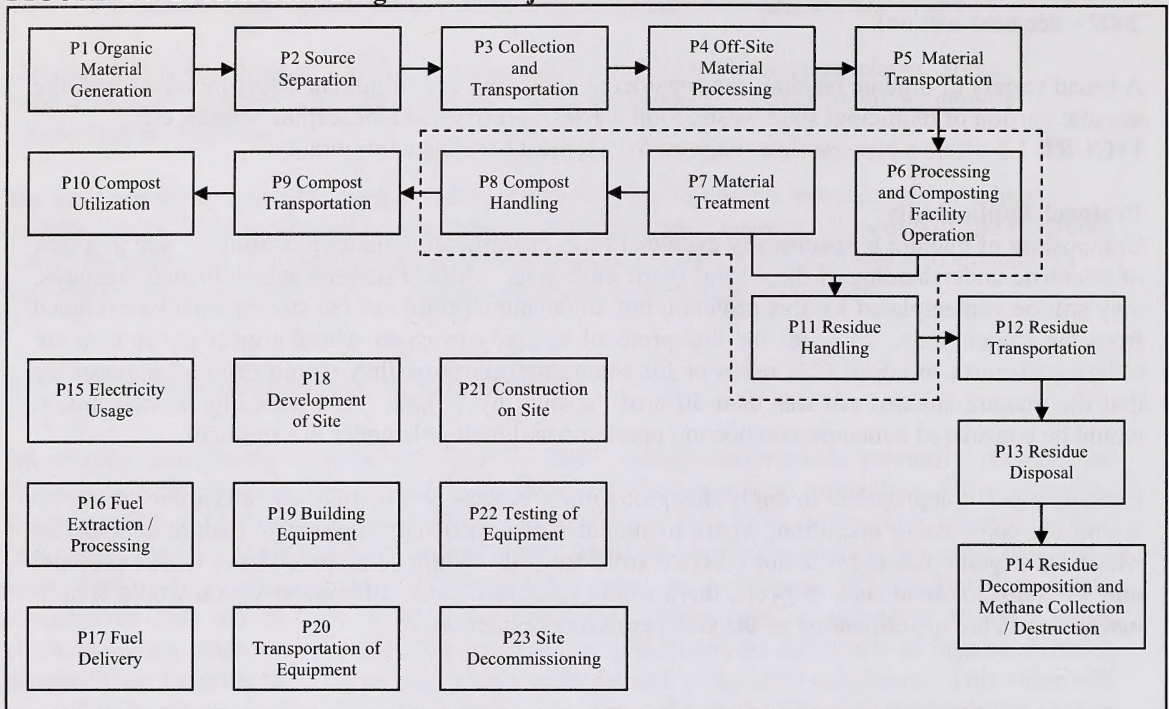 P1 Organic
Material
Generation
P2 Source
Separation
P3 Collection
and
Transportation
P4 Off-Site
Material
Processing
P5 Material
Transportation
P10 Compost
Utilization
P9 Compost
Transportation
P8 Compost
Handling
P7 Material
Treatment
P6 Processing
and Composting
Facility
Operation
P11 Residue
Handling
P12 Residue
Transportation
P15 Electricity
Usage
P18
Development
of Site
P21 Construction
on Site
P13 Residue
Disposal
P16 Fuel
Extraction /
Processing
P19 Building
Equipment
P22 Testing of
Equipment
P14 Residue
Decomposition and
Methane Collection
/ Destruction
P17 Fuel
Delivery
P20
Transportation of
Equipment
P23 Site
Decommissioning